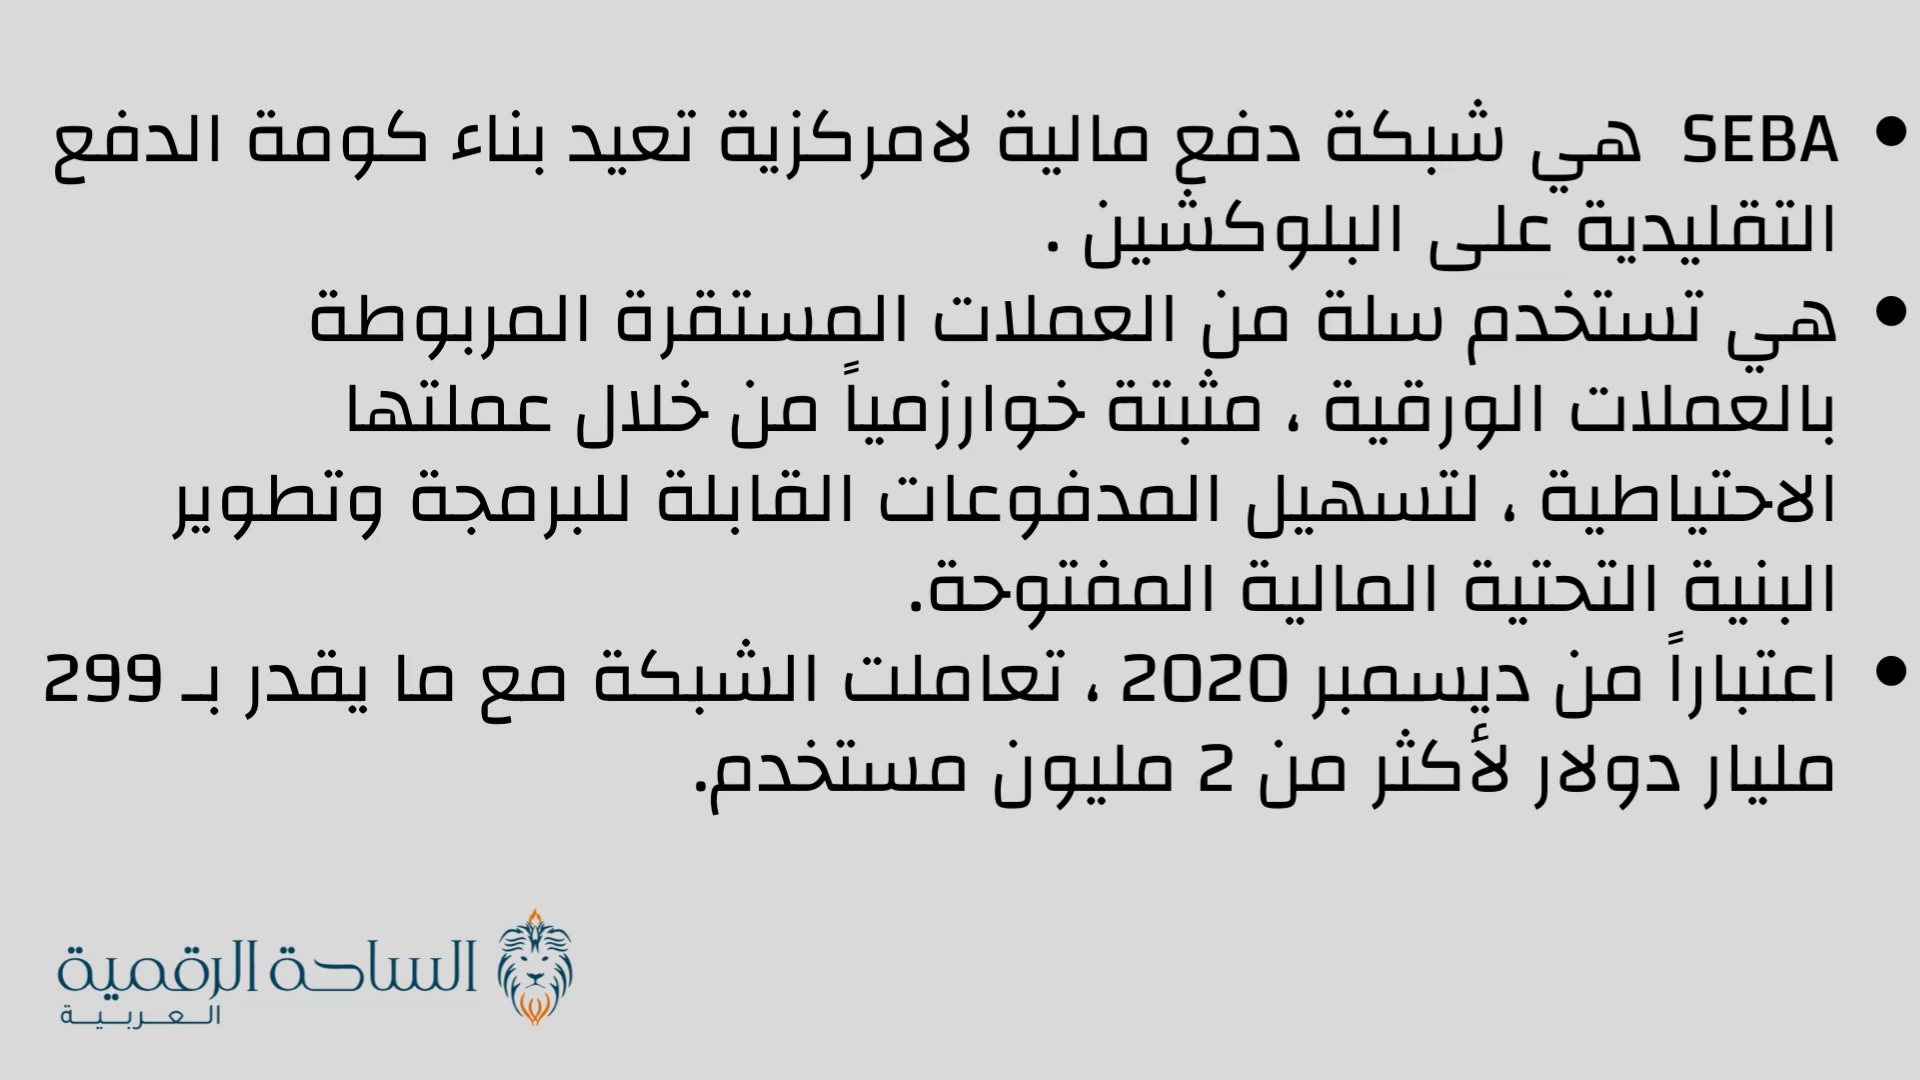 • SEBA هي شبكة دفع مالية لامركزية تعيد بناء كومة الدفع
التقليدية على البلوكشين .
• هي تستخدم سلة من العملات المستقرة المربوطة
بالعملات الورقية ، مثبتة خوارزمياً من خلال عملتها
الاحتياطية ، لتسهيل المدفوعات القابلة للبرمجة وتطوير
البنية التحتية المالية المفتوحة.
• اعتباراً من ديسمبر 2020 ، تعاملت الشبكة مع ما يقدر بـ 299
مليار دولار لأكثر من 2 مليون مستخدم.
الساحة الرقمية
العربية